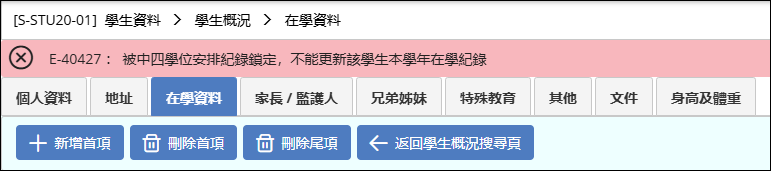 [S-STU20-01] 學生資料 > 學生概況 > 在學資料
E-40427： 被中四學位安排紀錄鎖定，不能更新該學生本學年在學紀錄
個人資料 地址 在學資料 家長 / 監護人 兄弟姊妹 特殊教育 其他 文件 身高及體重
新增首項 刪除首項 刪除尾項 返回學生概況搜尋頁